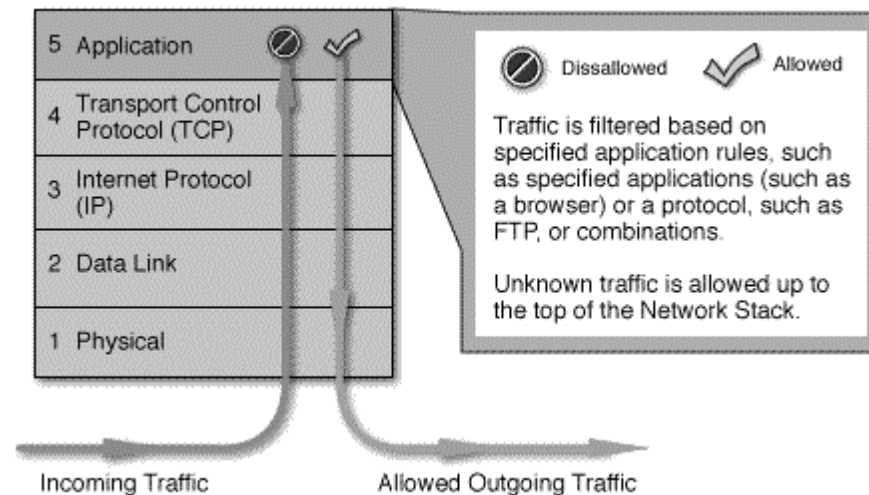 5 Application
4 Transport Control
Protocol (TCP)
3 Internet Protocol
(IP)
2 Data Link
1 Physical
Incoming Traffic
Allowed Outgoing Traffic
Dissallowed
Allowed
Traffic is filtered based on
specified application rules, such
as specified applications (such as
a browser) or a protocol, such as
FTP, or combinations.
Unknown traffic is allowed up to
the top of the Network Stack.